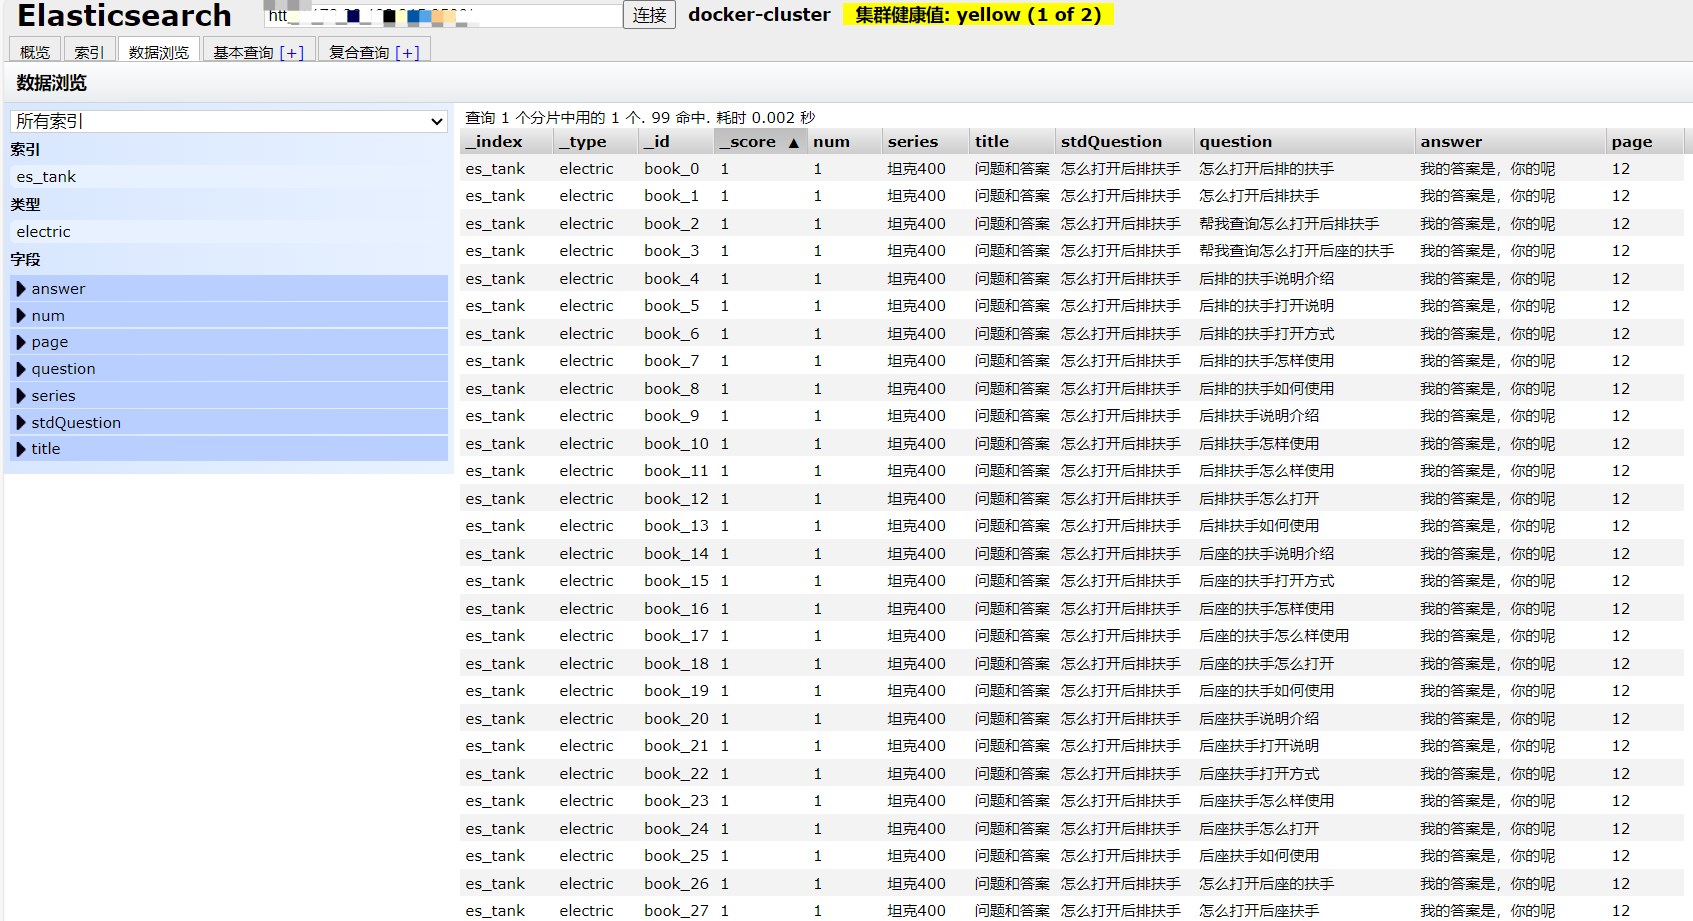 Elasticsearch
htt
连接
docker-cluster
集群健康值: yellow (1 of 2)
概览 索引 数据浏览 基本查询 [+] 复合查询 [+]
数据浏览
所有索引
索引
es_tank
类型
electric
字段
answer
num
page
question
series
stdQuestion
title
查询 1 个分片中用的 1 个. 99 命中. 耗时 0.002 秒
_index _type _id _score ▲ num series title stdQuestion question answer page
es_tank electric book_0 1 1 坦克400 问题和答案 怎么打开后排扶手 怎么打开后排的扶手 我的答案是，你的呢 12
es_tank electric book_1 1 1 坦克400 问题和答案 怎么打开后排扶手 怎么打开后排扶手 我的答案是，你的呢 12
es_tank electric book_2 1 1 坦克400 问题和答案 怎么打开后排扶手 帮我查询怎么打开后排扶手 我的答案是，你的呢 12
es_tank electric book_3 1 1 坦克400 问题和答案 怎么打开后排扶手 帮我查询怎么打开后座的扶手 我的答案是，你的呢 12
es_tank electric book_4 1 1 坦克400 问题和答案 怎么打开后排扶手 后排的扶手说明介绍 我的答案是，你的呢 12
es_tank electric book_5 1 1 坦克400 问题和答案 怎么打开后排扶手 后排的扶手打开说明 我的答案是，你的呢 12
es_tank electric book_6 1 1 坦克400 问题和答案 怎么打开后排扶手 后排的扶手打开方式 我的答案是，你的呢 12
es_tank electric book_7 1 1 坦克400 问题和答案 怎么打开后排扶手 后排的扶手怎样使用 我的答案是，你的呢 12
es_tank electric book_8 1 1 坦克400 问题和答案 怎么打开后排扶手 后排的扶手如何使用 我的答案是，你的呢 12
es_tank electric book_9 1 1 坦克400 问题和答案 怎么打开后排扶手 后排扶手说明介绍 我的答案是，你的呢 12
es_tank electric book_10 1 1 坦克400 问题和答案 怎么打开后排扶手 后排扶手怎样使用 我的答案是，你的呢 12
es_tank electric book_11 1 1 坦克400 问题和答案 怎么打开后排扶手 后排扶手怎么样使用 我的答案是，你的呢 12
es_tank electric book_12 1 1 坦克400 问题和答案 怎么打开后排扶手 后排扶手怎么打开 我的答案是，你的呢 12
es_tank electric book_13 1 1 坦克400 问题和答案 怎么打开后排扶手 后排扶手如何使用 我的答案是，你的呢 12
es_tank electric book_14 1 1 坦克400 问题和答案 怎么打开后排扶手 后座的扶手说明介绍 我的答案是，你的呢 12
es_tank electric book_15 1 1 坦克400 问题和答案 怎么打开后排扶手 后座的扶手打开方式 我的答案是，你的呢 12
es_tank electric book_16 1 1 坦克400 问题和答案 怎么打开后排扶手 后座的扶手怎样使用 我的答案是，你的呢 12
es_tank electric book_17 1 1 坦克400 问题和答案 怎么打开后排扶手 后座的扶手怎么样使用 我的答案是，你的呢 12
es_tank electric book_18 1 1 坦克400 问题和答案 怎么打开后排扶手 后座的扶手怎么打开 我的答案是，你的呢 12
es_tank electric book_19 1 1 坦克400 问题和答案 怎么打开后排扶手 后座的扶手如何使用 我的答案是，你的呢 12
es_tank electric book_20 1 1 坦克400 问题和答案 怎么打开后排扶手 后座扶手说明介绍 我的答案是，你的呢 12
es_tank electric book_21 1 1 坦克400 问题和答案 怎么打开后排扶手 后座扶手打开说明 我的答案是，你的呢 12
es_tank electric book_22 1 1 坦克400 问题和答案 怎么打开后排扶手 后座扶手打开方式 我的答案是，你的呢 12
es_tank electric book_23 1 1 坦克400 问题和答案 怎么打开后排扶手 后座扶手怎么样使用 我的答案是，你的呢 12
es_tank electric book_24 1 1 坦克400 问题和答案 怎么打开后排扶手 后座扶手怎么打开 我的答案是，你的呢 12
es_tank electric book_25 1 1 坦克400 问题和答案 怎么打开后排扶手 后座扶手如何使用 我的答案是，你的呢 12
es_tank electric book_26 1 1 坦克400 问题和答案 怎么打开后排扶手 怎么打开后座的扶手 我的答案是，你的呢 12
es_tank electric book_27 1 1 坦克400 问题和答案 怎么打开后排扶手 怎么打开后座扶手 我的答案是，你的呢 12